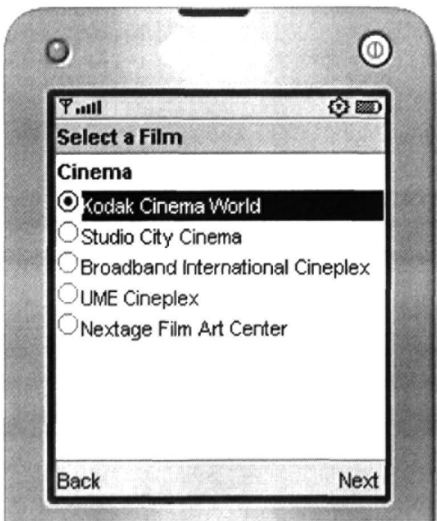 Select a Film
Cinema
Kodak Cinema World
Studio City Cinema
Broadband International Cineplex
UME Cineplex
Nextage Film Art Center
Back Next